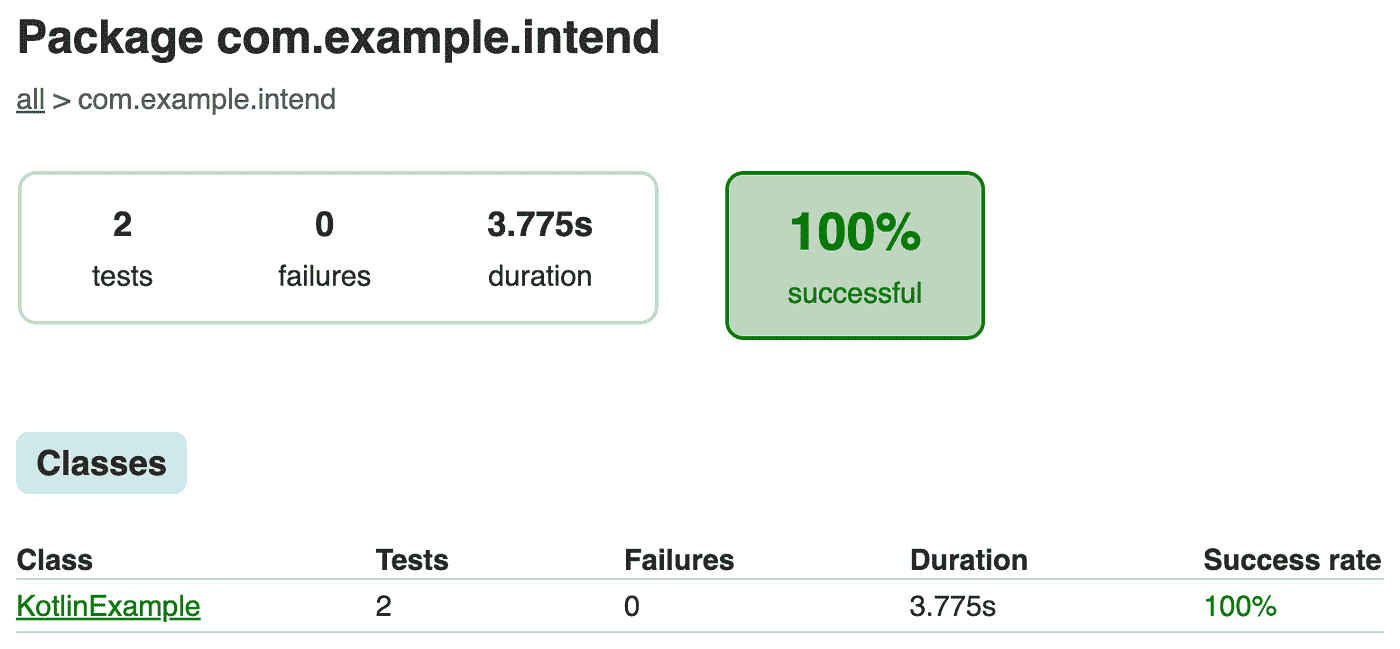 Package com.example.intend
all > com.example.intend
2 0 3.775s
tests failures duration
100%
successful
Classes
Class Tests Failures Duration Success rate
KotlinExample 2 0 3.775s 100%